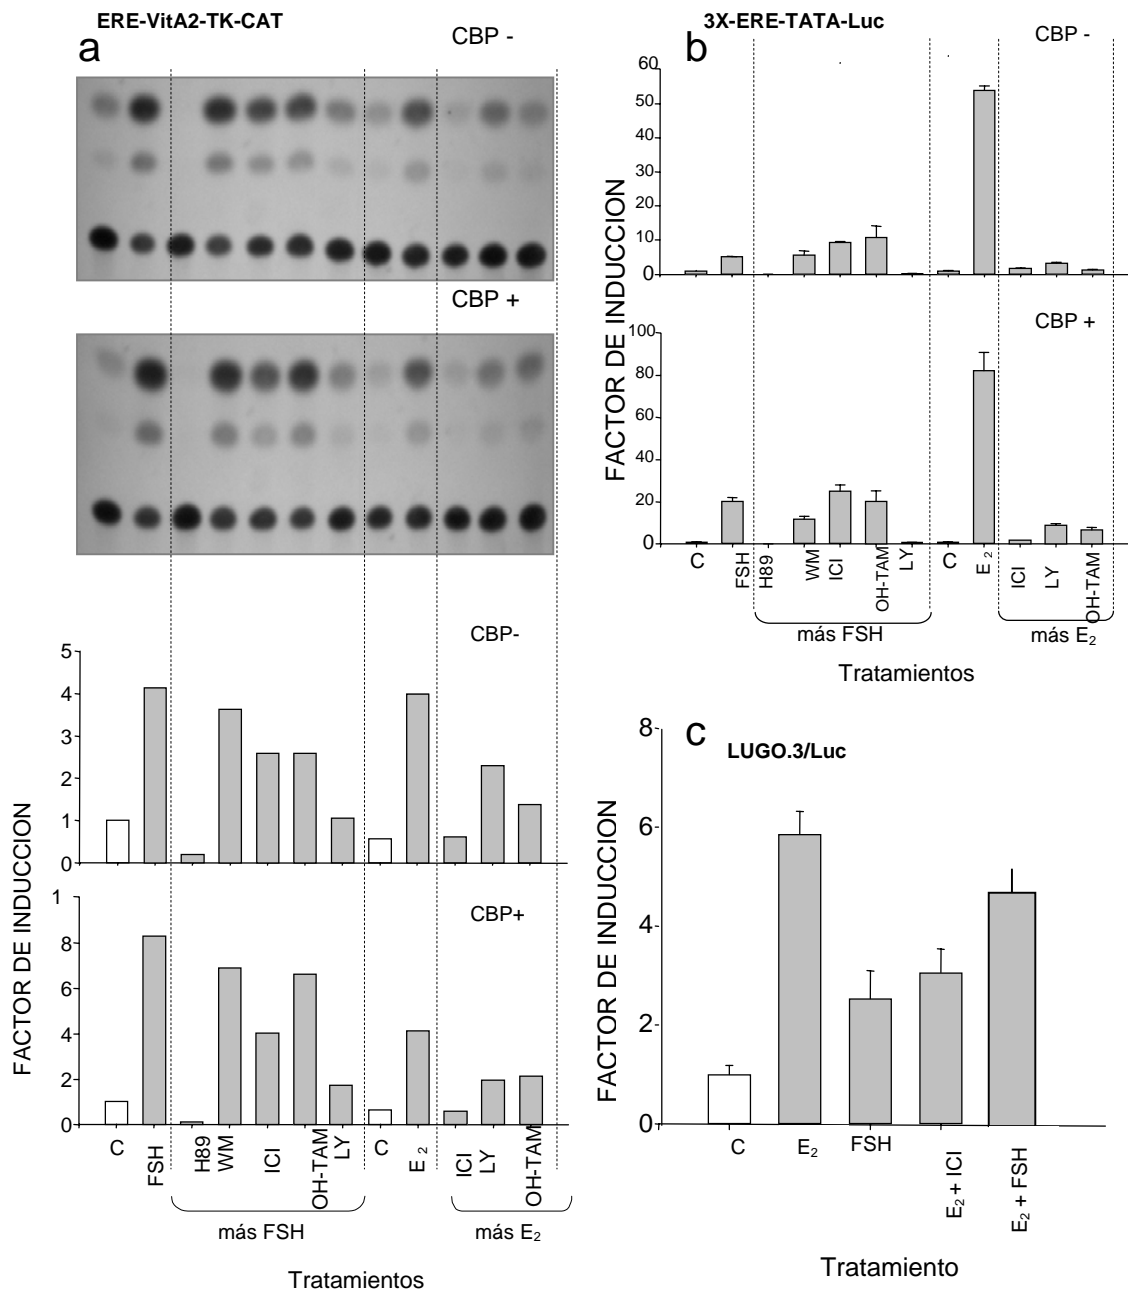 ERE-VitA2-TK-CAT
a
CBP -
CBP +
CBP-
5
4
3
2
1
0
CBP+
1
8
6
4
2
0
FACTOR DE INDUCCION
C
FSH
H89
WM
ICI
OH-TAM
LY
C
E2
ICI
LY
OH-TAM
más FSH
más E2
Tratamientos
3X-ERE-TATA-Luc
b
CBP -
60
50
40
30
20
10
0
CBP +
100
80
60
40
20
0
FACTOR DE INDUCCION
C
FSH
H89
WM
ICI
OH-TAM
LY
C
E2
ICI
LY
OH-TAM
más FSH
más E2
Tratamientos
c
LUGO.3/Luc
8
6
4
2
0
FACTOR DE INDUCCION
C
E2
FSH
E2 + ICI
E2 + FSH
Tratamiento